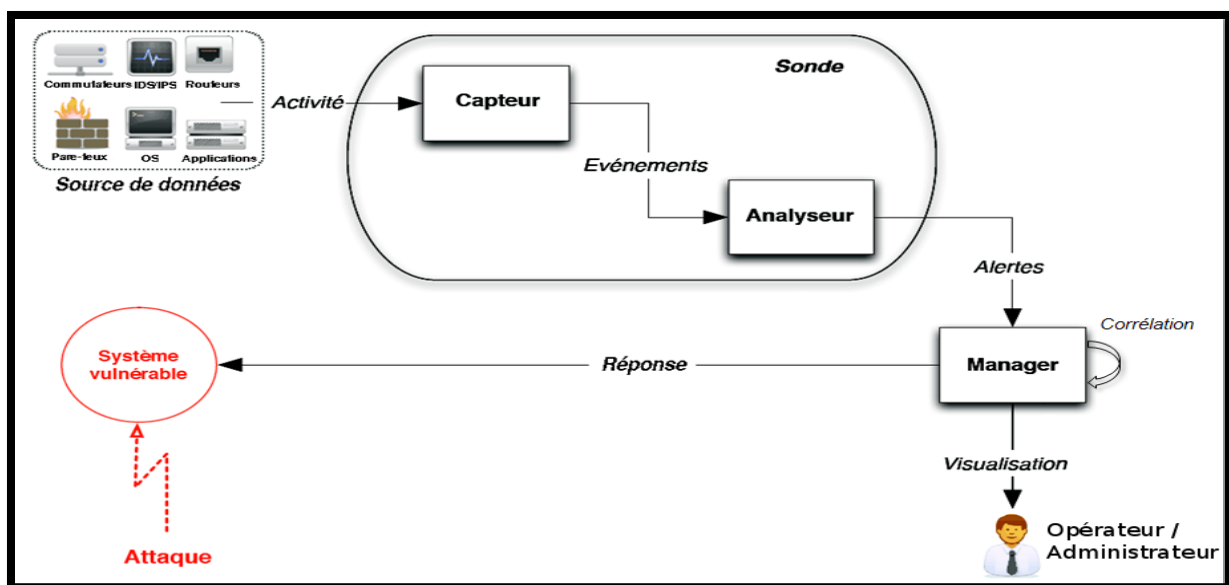 Commutateurs IDS/IPS Routeurs
Pare-feux OS Applications
Source de données
Activité
Sonde
Capteur
Evénements
Analyseur
Alertes
Corrélation
Manager
Réponse
Système
vulnérable
Attaque
Visualisation
Opérateur /
Administrateur